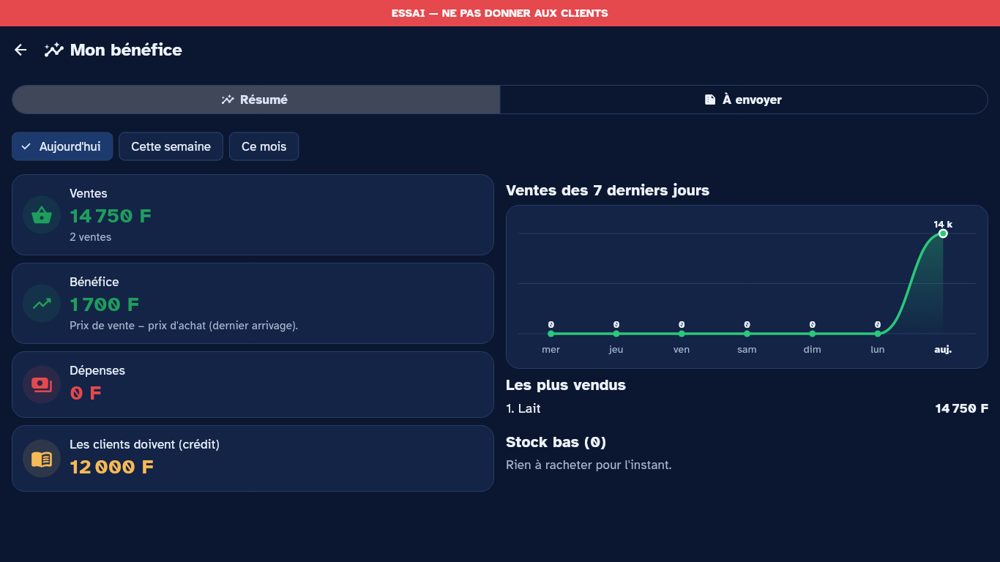 ESSAI — NE PAS DONNER AUX CLIENTS
Mon bénéfice
Résumé
À envoyer
Aujourd'hui
Cette semaine
Ce mois
Ventes
14 750 F
2 ventes
Bénéfice
1 700 F
Prix de vente – prix d'achat (dernier arrivage).
Dépenses
0 F
Les clients doivent (crédit)
12 000 F
Ventes des 7 derniers jours
14 k
0 0 0 0 0 0
mer jeu ven sam dim lun auj.
Les plus vendus
1. Lait 14 750 F
Stock bas (0)
Rien à racheter pour l'instant.